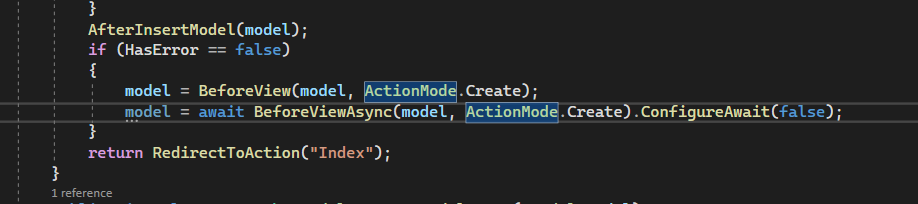 }
AfterInsertModel(model);
if (HasError == false)
{
model = BeforeView(model, ActionMode.Create);
model = await BeforeViewAsync(model, ActionMode.Create).ConfigureAwait(false);
}
return RedirectToAction("Index");
}
1 reference